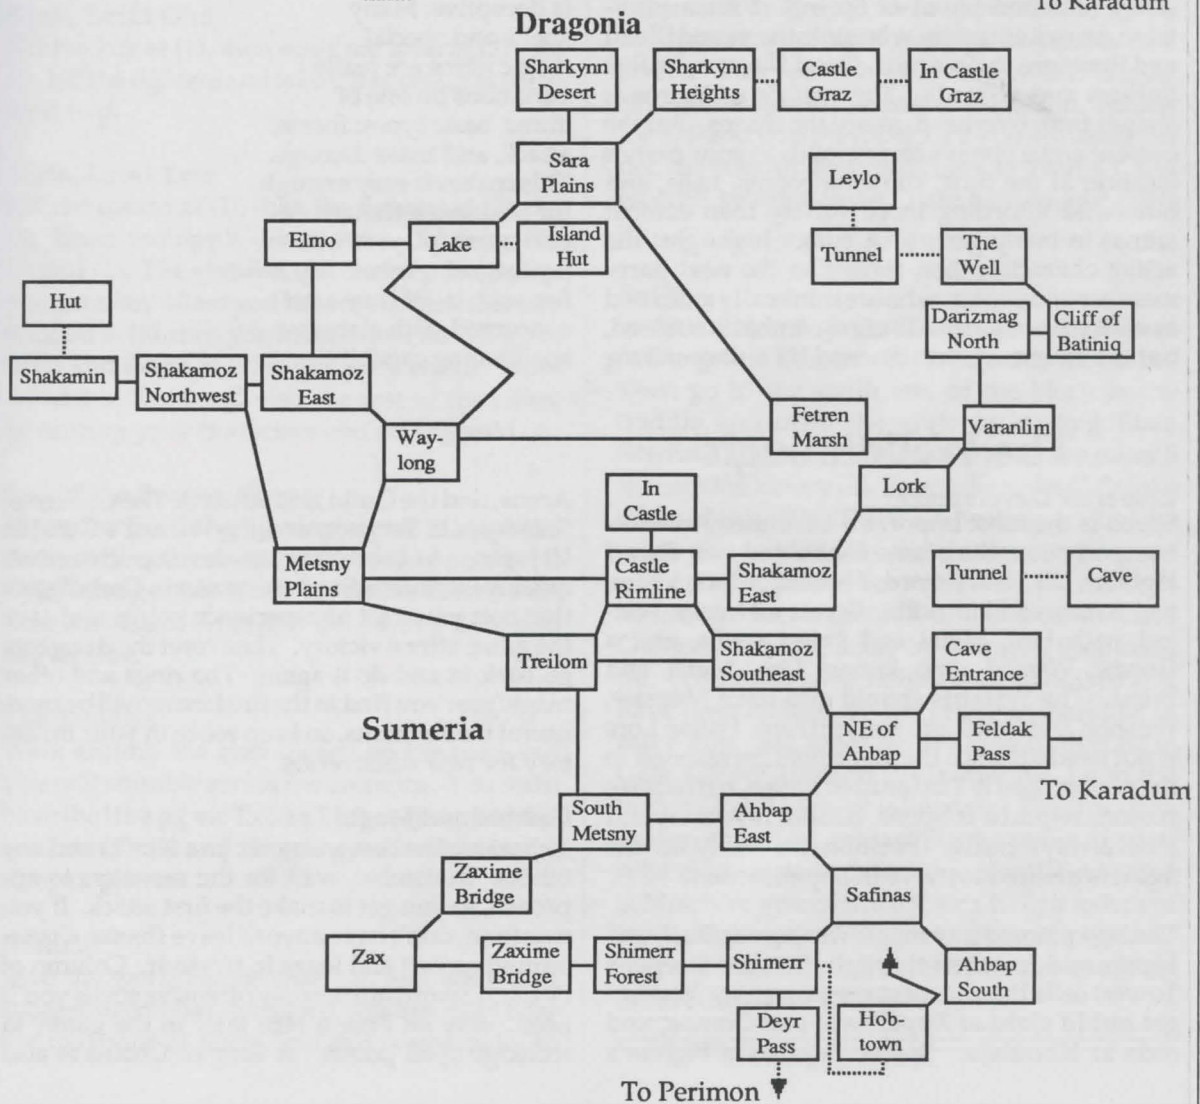 To Karadum
Dragonia
Sharkynn
Desert
Sharkynn
Heights
Castle
Graz
In Castle
Graz
Sara
Plains
Leylo
Elmo
Lake
Island
Hut
Tunnel
The
Well
Hut
Darizmag
North
Cliff of
Batiniq
Shakamin
Shakamoz
Northwest
Shakamoz
East
Fetren
Marsh
Varanlim
Way-
long
In
Castle
Lork
Metsny
Plains
Castle
Rimline
Shakamoz
East
Tunnel
Cave
Treilom
Shakamoz
Southeast
Cave
Entrance
Sumeria
NE of
Ahbap
Feldak
Pass
To Karadum
South
Metsny
Ahbap
East
Zaxime
Bridge
Safinas
Zax
Zaxime
Bridge
Shimerr
Forest
Shimerr
Ahbap
South
Deyr
Pass
Hob-
town
To Perimon